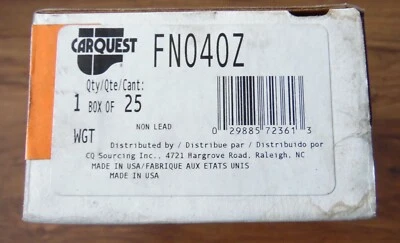 CARQUEST
FN040Z
Qty/Qte/Cant:
1 BOX OF 25
WGT
NON LEAD
0 29885 72361 3
Distributed by / Distribue par / Distribuido por
CQ Sourcing Inc., 4721 Hargrove Road, Raleigh, NC
MADE IN USA/FABRIQUE AUX ETATS UNIS
MADE IN USA